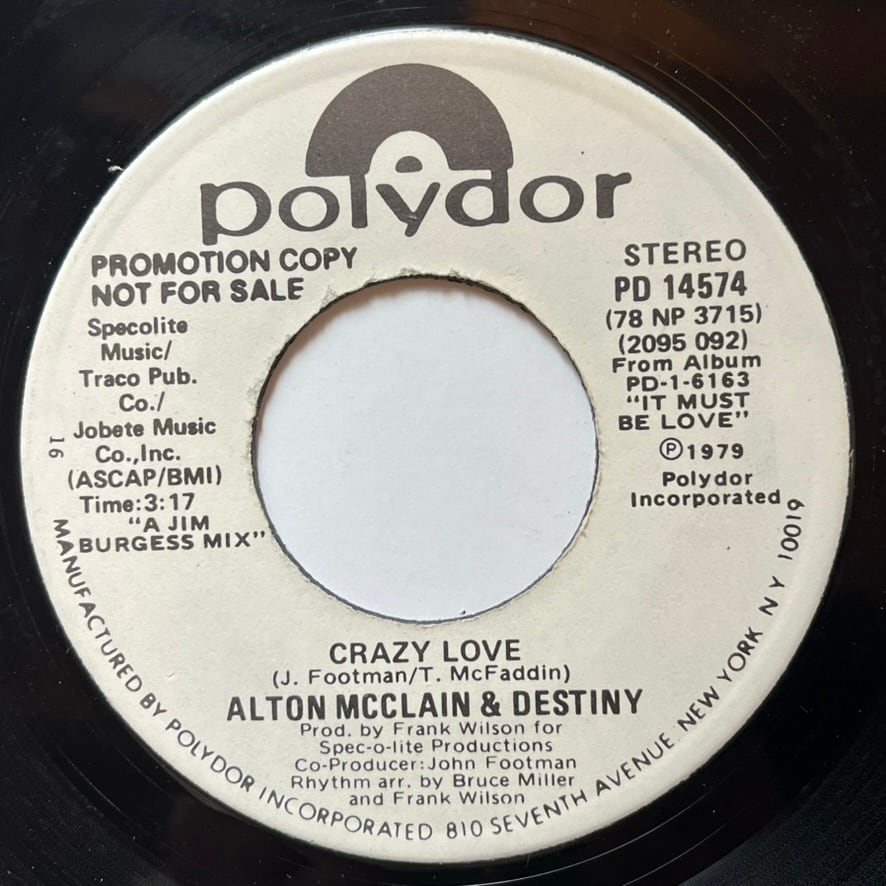 polydor
PROMOTION COPY
NOT FOR SALE
Specolite
Music/
Traco Pub.
Co./
Jobete Music
Co.,Inc.
(ASCAP/BMI)
Time:3:17
"A JIM
BURGESS MIX"
16
STEREO
PD 14574
(78 NP 3715)
(2095 092)
From Album
PD-1-6163
"IT MUST
BE LOVE"
Ⓟ1979
Polydor
Incorporated
CRAZY LOVE
(J. Footman/T. McFaddin)
ALTON MCCLAIN & DESTINY
Prod. by Frank Wilson for
Spec-o-lite Productions
Co-Producer:John Footman
Rhythm arr. by Bruce Miller
and Frank Wilson
MANUFACTURED BY POLYDOR INCORPORATED 810 SEVENTH AVENUE NEW YORK N Y 10019